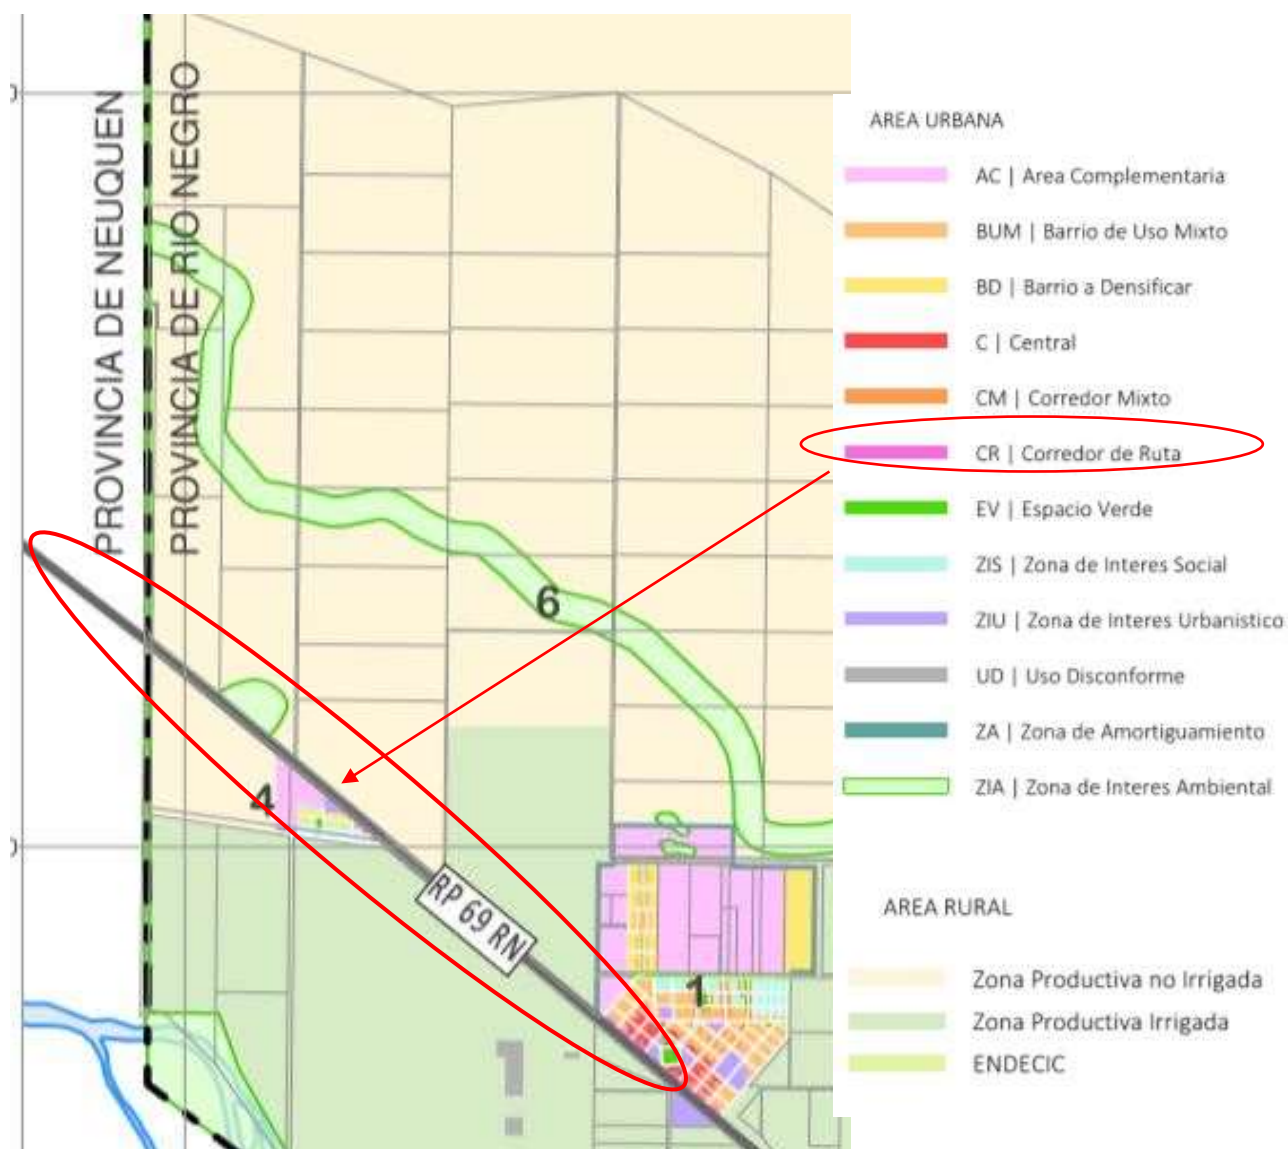 PROVINCIA DE NEUQUEN
PROVINCIA DE RIO NEGRO
6
4
RP 69 RN
1
1
AREA URBANA
AC | Area Complementaria
BUM | Barrio de Uso Mixto
BD | Barrio a Densificar
C | Central
CM | Corredor Mixto
CR | Corredor de Ruta
EV | Espacio Verde
ZIS | Zona de Interes Social
ZIU | Zona de Interes Urbanistico
UD | Uso Disconforme
ZA | Zona de Amortiguamiento
ZIA | Zona de Interes Ambiental
AREA RURAL
Zona Productiva no Irrigada
Zona Productiva Irrigada
ENDECIC